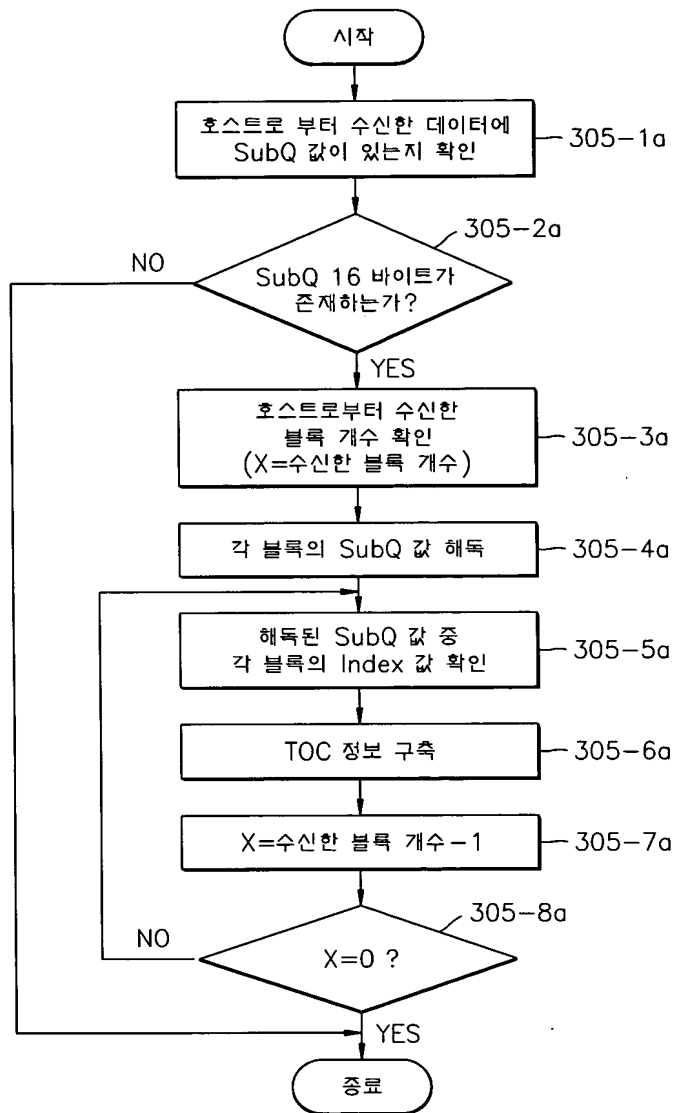 시작
호스트로 부터 수신한 데이터에
SubQ 값이 있는지 확인
305-1a
305-2a
NO
SubQ 16 바이트가
존재하는가?
YES
호스트로부터 수신한
블록 개수 확인
(X=수신한 블록 개수)
305-3a
각 블록의 SubQ 값 해독
305-4a
해독된 SubQ 값 중
각 블록의 Index 값 확인
305-5a
TOC 정보 구축
305-6a
X=수신한 블록 개수-1
305-7a
305-8a
NO
X=0 ?
YES
종료